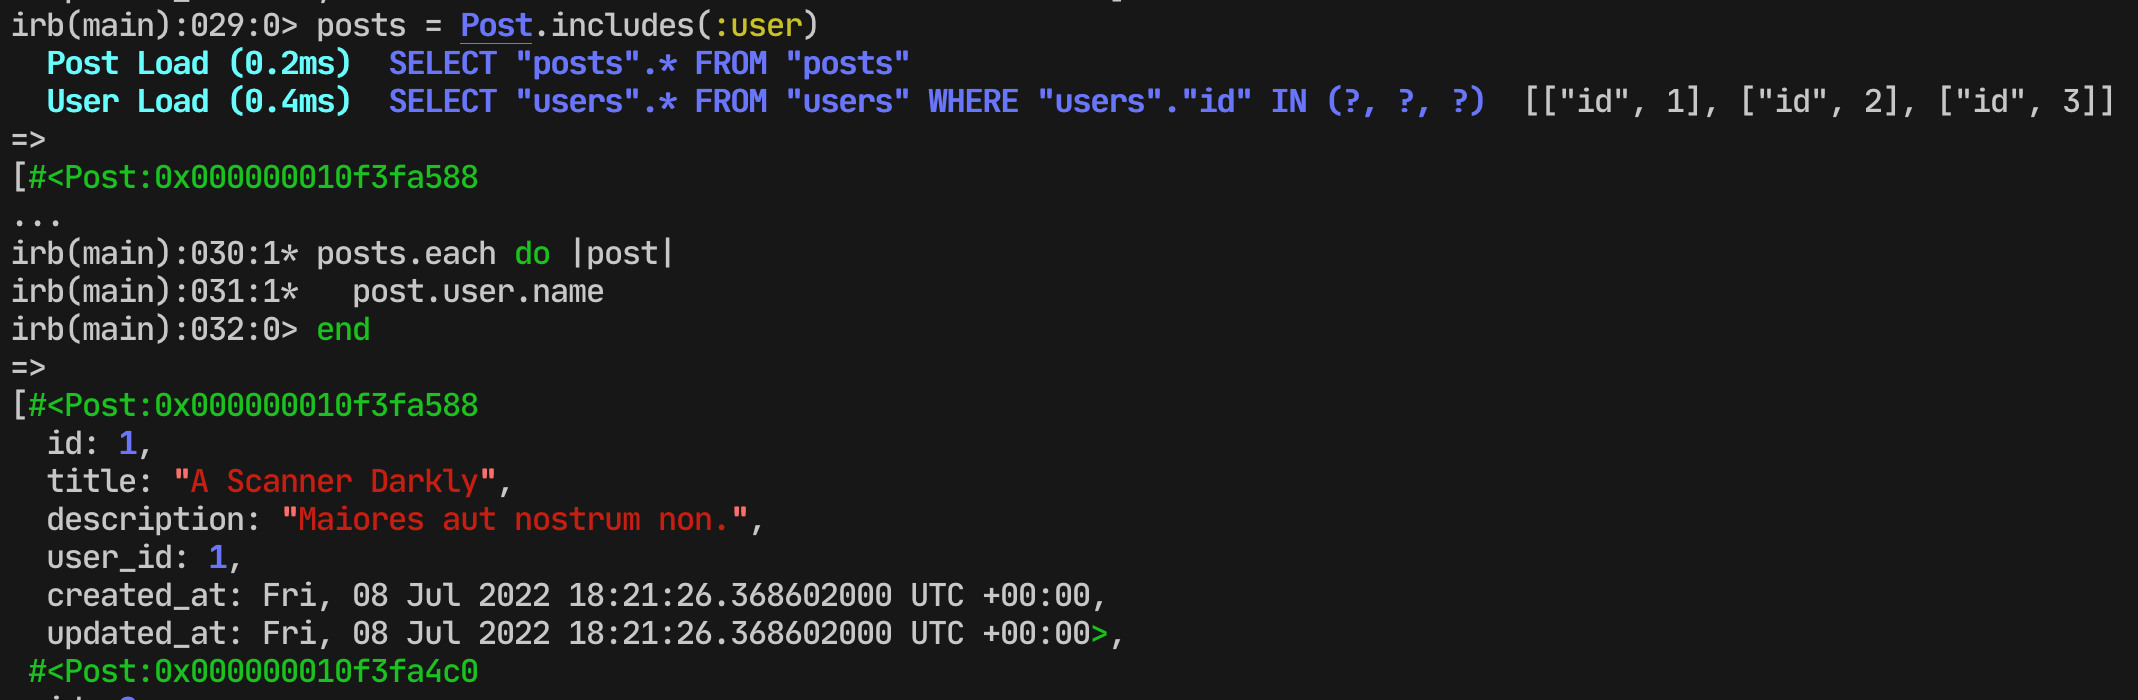 irb(main):029:0> posts = Post.includes(:user)
  Post Load (0.2ms)  SELECT "posts".* FROM "posts"
  User Load (0.4ms)  SELECT "users".* FROM "users" WHERE "users"."id" IN (?, ?, ?)  [["id", 1], ["id", 2], ["id", 3]]
=>
[#<Post:0x000000010f3fa588
...
irb(main):030:1* posts.each do |post|
irb(main):031:1*   post.user.name
irb(main):032:0> end
=>
[#<Post:0x000000010f3fa588
  id: 1,
  title: "A Scanner Darkly",
  description: "Maiores aut nostrum non.",
  user_id: 1,
  created_at: Fri, 08 Jul 2022 18:21:26.368602000 UTC +00:00,
  updated_at: Fri, 08 Jul 2022 18:21:26.368602000 UTC +00:00>,
 #<Post:0x000000010f3fa4c0